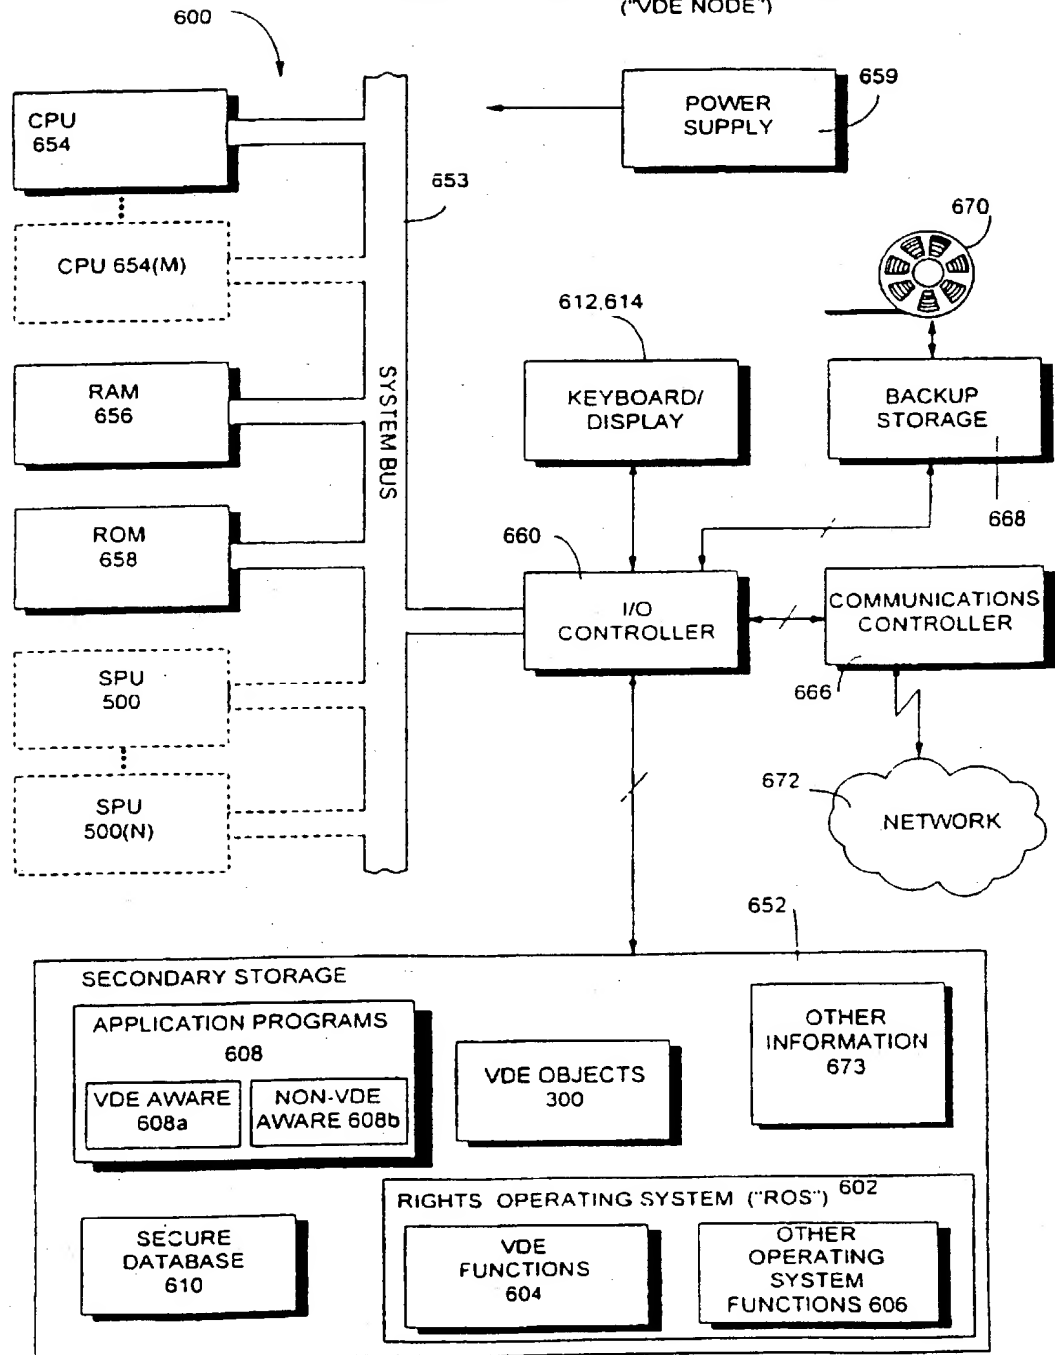 ("VDE NODE")
600
CPU
654
POWER
SUPPLY
659
653
CPU 654(M)
670
612,614
RAM
656
SYSTEM BUS
KEYBOARD/
DISPLAY
BACKUP
STORAGE
668
ROM
658
660
I/O
CONTROLLER
COMMUNICATIONS
CONTROLLER
666
SPU
500
SPU
500(N)
672
NETWORK
652
SECONDARY STORAGE
APPLICATION PROGRAMS
608
VDE AWARE
608a
NON-VDE
AWARE 608b
VDE OBJECTS
300
OTHER
INFORMATION
673
RIGHTS OPERATING SYSTEM ("ROS") 602
SECURE
DATABASE
610
VDE
FUNCTIONS
604
OTHER
OPERATING
SYSTEM
FUNCTIONS 606